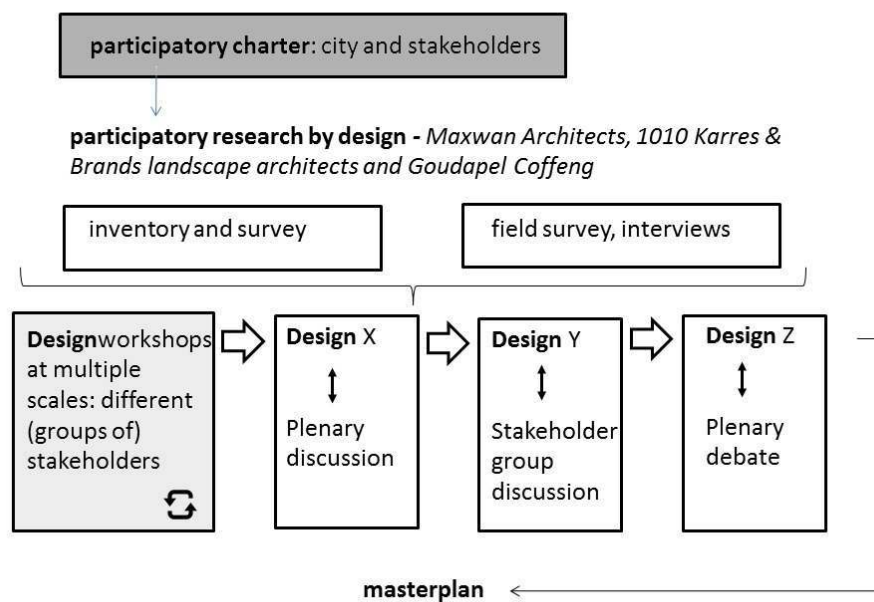 participatory charter: city and stakeholders
participatory research by design - Maxwan Architects, 1010 Karres &
Brands landscape architects and Goudapel Coffeng
inventory and survey
field survey, interviews
Designworkshops
at multiple
scales: different
(groups of)
stakeholders
Design X
Plenary
discussion
Design Y
Stakeholder
group
discussion
Design Z
Plenary
debate
masterplan